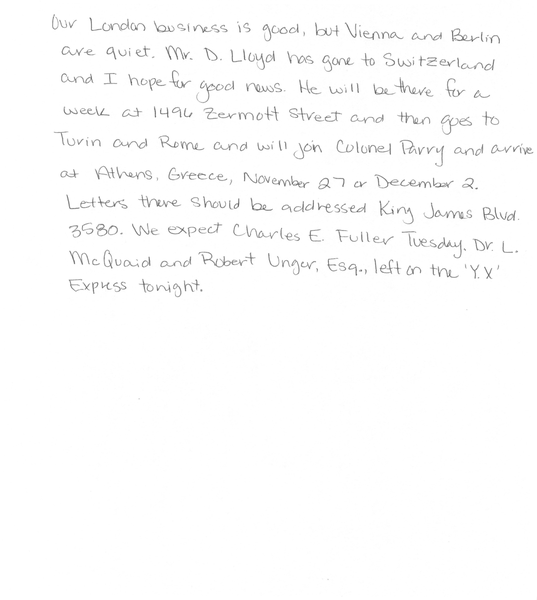 Our London business is good, but Vienna and Berlin
are quiet. Mr. D. Lloyd has gone to Switzerland
and I hope for good news. He will be there for a
week at 1496 Zermott Street and then goes to
Turin and Rome and will join Colonel Parry and arrive
at Athens, Greece, November 27 or December 2.
Letters there should be addressed King James Blvd.
3580. We expect Charles E. Fuller Tuesday. Dr. L.
McQuaid and Robert Unger, Esq., left on the 'Y.X'
Express tonight.